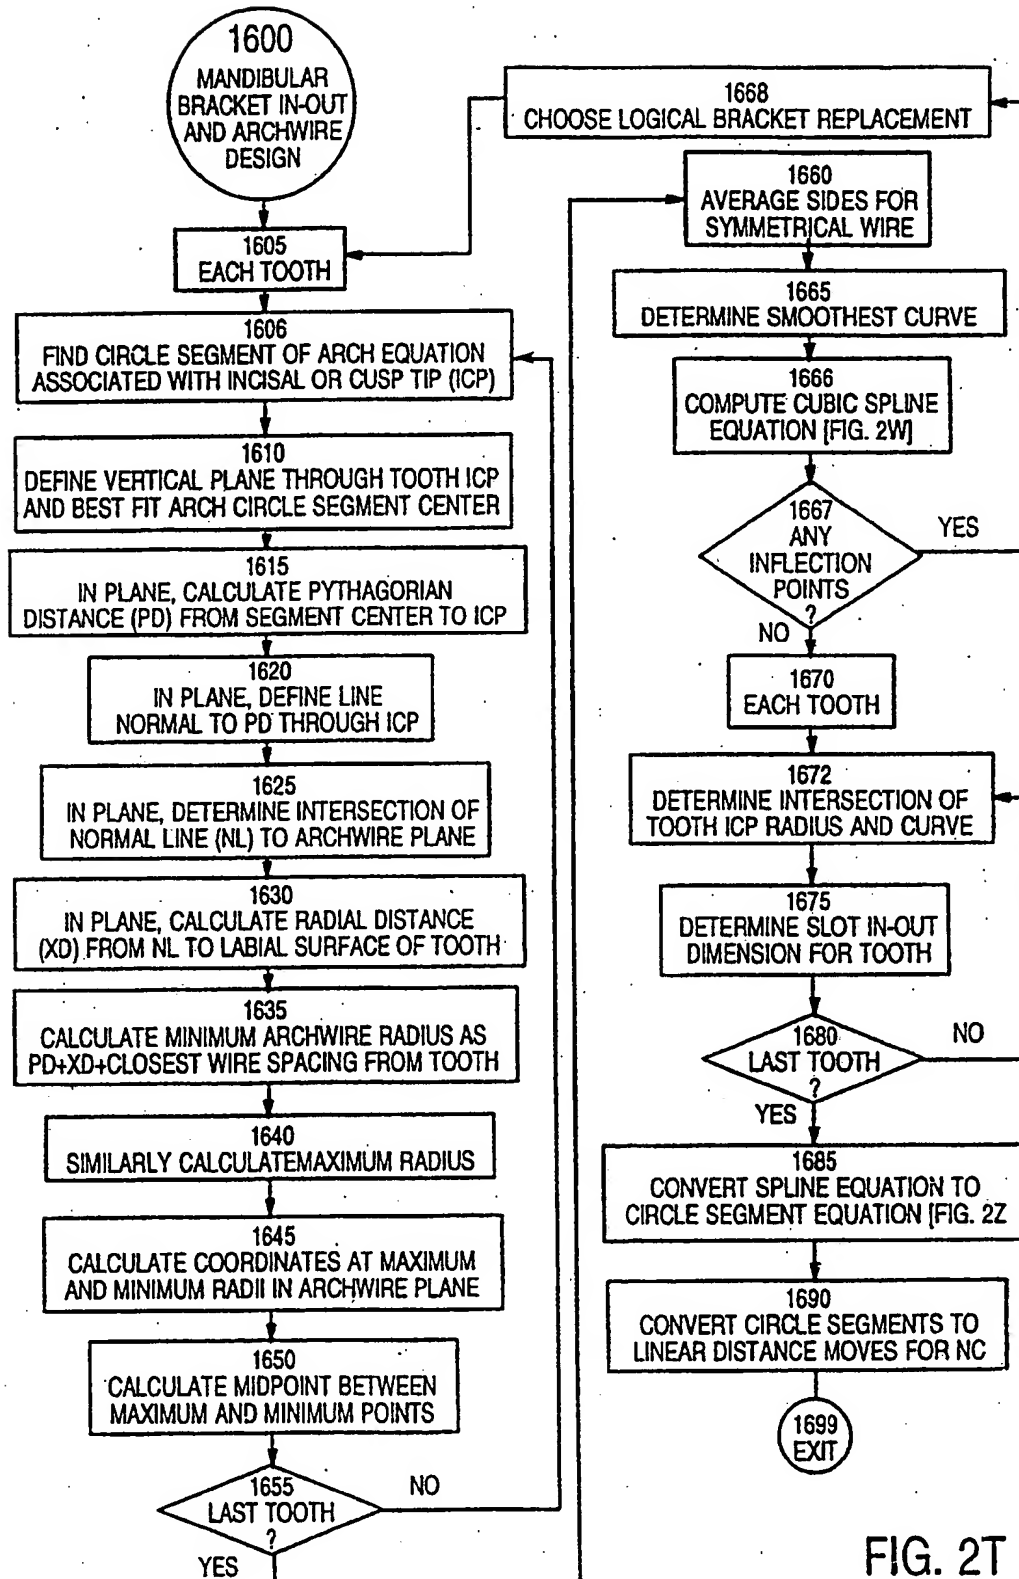 1600
MANDIBULAR
BRACKET IN-OUT
AND ARCHWIRE
DESIGN
1605
EACH TOOTH
1606
FIND CIRCLE SEGMENT OF ARCH EQUATION
ASSOCIATED WITH INCISAL OR CUSP TIP (ICP)
1610
DEFINE VERTICAL PLANE THROUGH TOOTH ICP
AND BEST FIT ARCH CIRCLE SEGMENT CENTER
1615
IN PLANE, CALCULATE PYTHAGORIAN
DISTANCE (PD) FROM SEGMENT CENTER TO ICP
1620
IN PLANE, DEFINE LINE
NORMAL TO PD THROUGH ICP
1625
IN PLANE, DETERMINE INTERSECTION OF
NORMAL LINE (NL) TO ARCHWIRE PLANE
1630
IN PLANE, CALCULATE RADIAL DISTANCE
(XD) FROM NL TO LABIAL SURFACE OF TOOTH
1635
CALCULATE MINIMUM ARCHWIRE RADIUS AS
PD+XD+CLOSEST WIRE SPACING FROM TOOTH
1640
SIMILARLY CALCULATEMAXIMUM RADIUS
1645
CALCULATE COORDINATES AT MAXIMUM
AND MINIMUM RADII IN ARCHWIRE PLANE
1650
CALCULATE MIDPOINT BETWEEN
MAXIMUM AND MINIMUM POINTS
1655
LAST TOOTH
?
NO
YES
1668
CHOOSE LOGICAL BRACKET REPLACEMENT
1660
AVERAGE SIDES FOR
SYMMETRICAL WIRE
1665
DETERMINE SMOOTHEST CURVE
1666
COMPUTE CUBIC SPLINE
EQUATION [FIG. 2W]
1667
ANY
INFLECTION
POINTS
?
YES
NO
1670
EACH TOOTH
1672
DETERMINE INTERSECTION OF
TOOTH ICP RADIUS AND CURVE
1675
DETERMINE SLOT IN-OUT
DIMENSION FOR TOOTH
1680
LAST TOOTH
?
NO
YES
1685
CONVERT SPLINE EQUATION TO
CIRCLE SEGMENT EQUATION [FIG. 2Z
1690
CONVERT CIRCLE SEGMENTS TO
LINEAR DISTANCE MOVES FOR NC
1699
EXIT
FIG. 2T